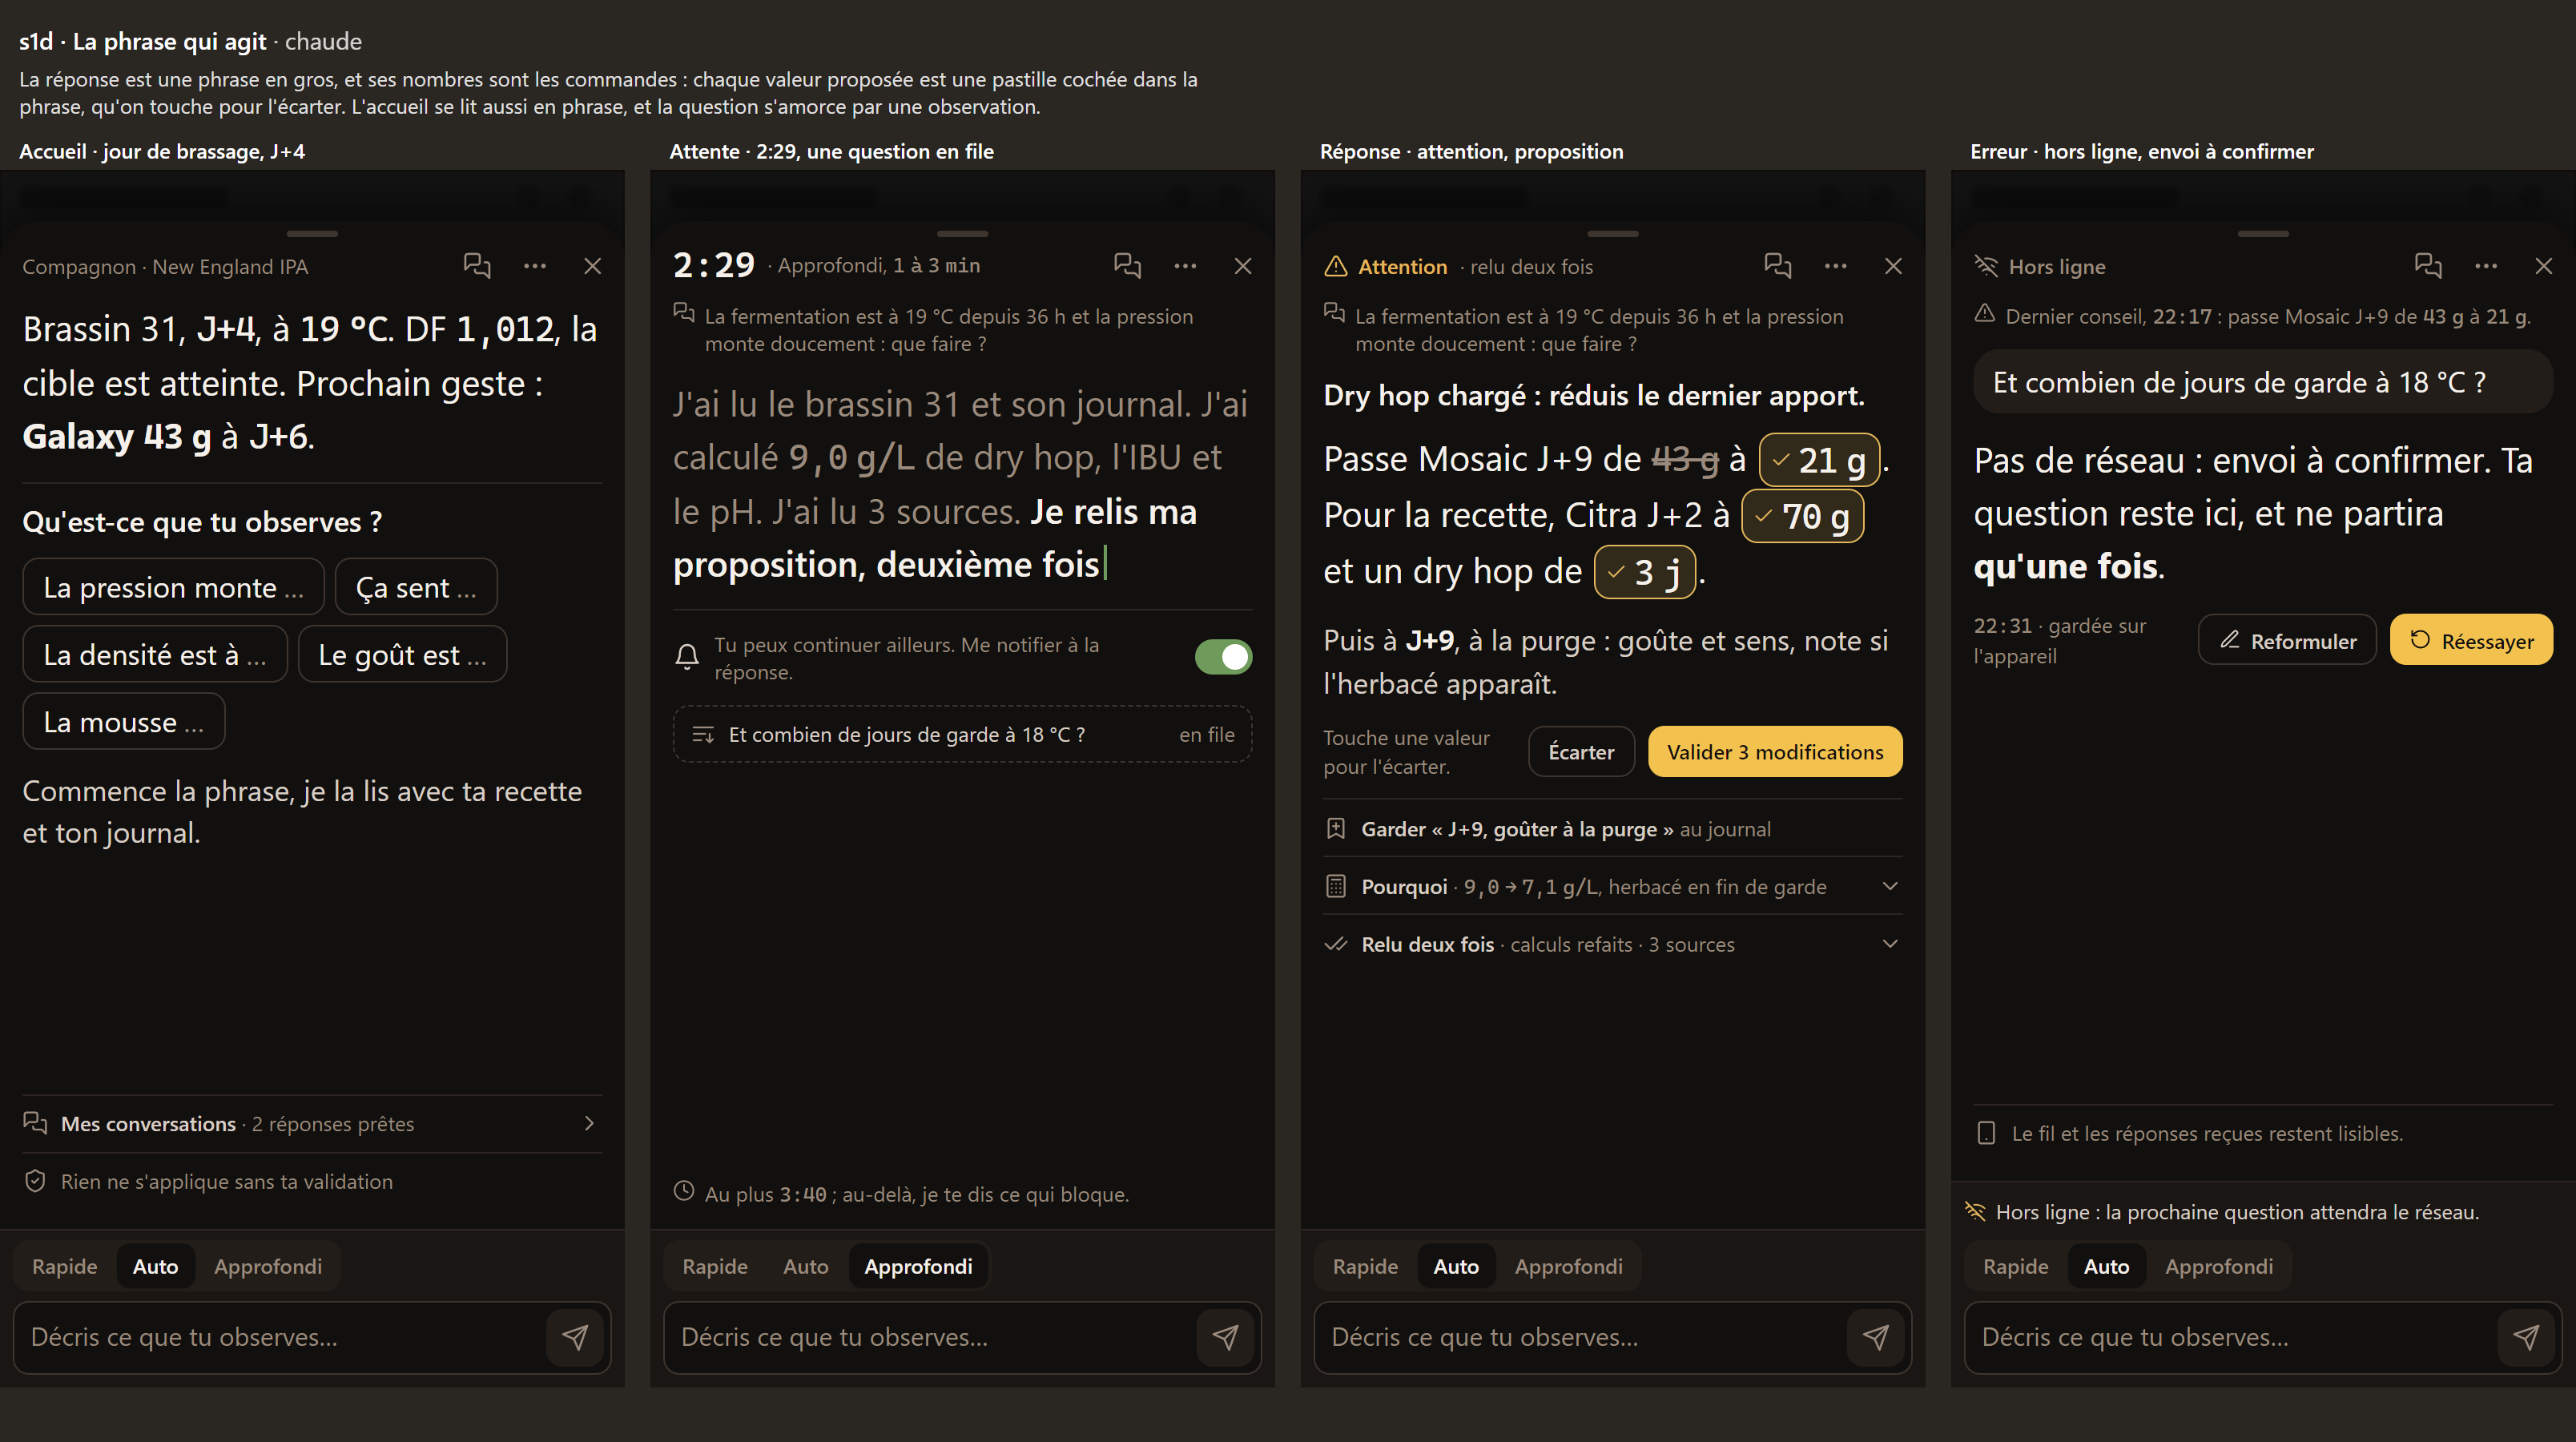 s1d · La phrase qui agit · chaude
La réponse est une phrase en gros, et ses nombres sont les commandes : chaque valeur proposée est une pastille cochée dans la
phrase, qu'on touche pour l'écarter. L'accueil se lit aussi en phrase, et la question s'amorce par une observation.
Accueil · jour de brassage, J+4
Compagnon · New England IPA
Brassin 31, J+4, à 19 °C. DF 1,012, la
cible est atteinte. Prochain geste :
Galaxy 43 g à J+6.
Qu'est-ce que tu observes ?
La pression monte ...
Ça sent ...
La densité est à ...
Le goût est ...
La mousse ...
Commence la phrase, je la lis avec ta recette
et ton journal.
Mes conversations · 2 réponses prêtes
Rien ne s'applique sans ta validation
Rapide Auto Approfondi
Décris ce que tu observes...
Attente · 2:29, une question en file
2:29 · Approfondi, 1 à 3 min
La fermentation est à 19 °C depuis 36 h et la pression
monte doucement : que faire ?
J'ai lu le brassin 31 et son journal. J'ai
calculé 9,0 g/L de dry hop, l'IBU et
le pH. J'ai lu 3 sources. Je relis ma
proposition, deuxième fois
Tu peux continuer ailleurs. Me notifier à la
réponse.
Et combien de jours de garde à 18 °C ? en file
Au plus 3:40 ; au-delà, je te dis ce qui bloque.
Rapide Auto Approfondi
Décris ce que tu observes...
Réponse · attention, proposition
Attention · relu deux fois
La fermentation est à 19 °C depuis 36 h et la pression
monte doucement : que faire ?
Dry hop chargé : réduis le dernier apport.
Passe Mosaic J+9 de 43 g à 21 g.
Pour la recette, Citra J+2 à 70 g
et un dry hop de 3 j.
Puis à J+9, à la purge : goûte et sens, note si
l'herbacé apparaît.
Touche une valeur
pour l'écarter.
Écarter
Valider 3 modifications
Garder « J+9, goûter à la purge » au journal
Pourquoi · 9,0 → 7,1 g/L, herbacé en fin de garde
Relu deux fois · calculs refaits · 3 sources
Rapide Auto Approfondi
Décris ce que tu observes...
Erreur · hors ligne, envoi à confirmer
Hors ligne
Dernier conseil, 22:17 : passe Mosaic J+9 de 43 g à 21 g.
Et combien de jours de garde à 18 °C ?
Pas de réseau : envoi à confirmer. Ta
question reste ici, et ne partira
qu'une fois.
22:31 · gardée sur
l'appareil
Reformuler
Réessayer
Le fil et les réponses reçues restent lisibles.
Hors ligne : la prochaine question attendra le réseau.
Rapide Auto Approfondi
Décris ce que tu observes...